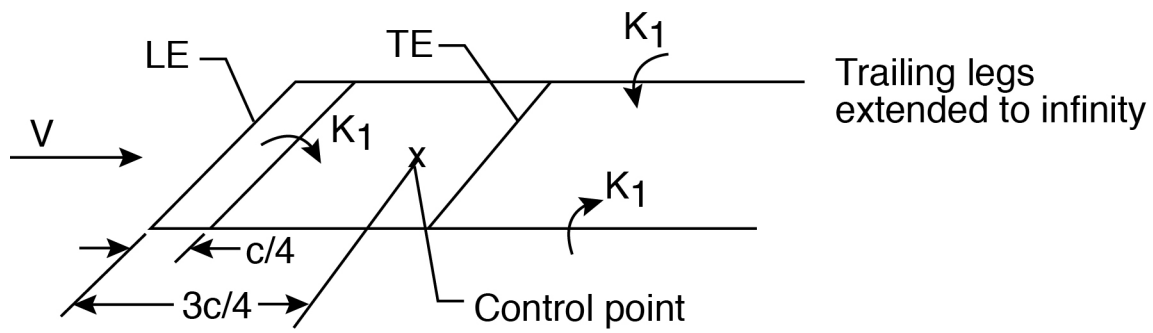 K1
TE
LE
Trailing legs
extended to infinity
V
K1
x
K1
c/4
3c/4
Control point